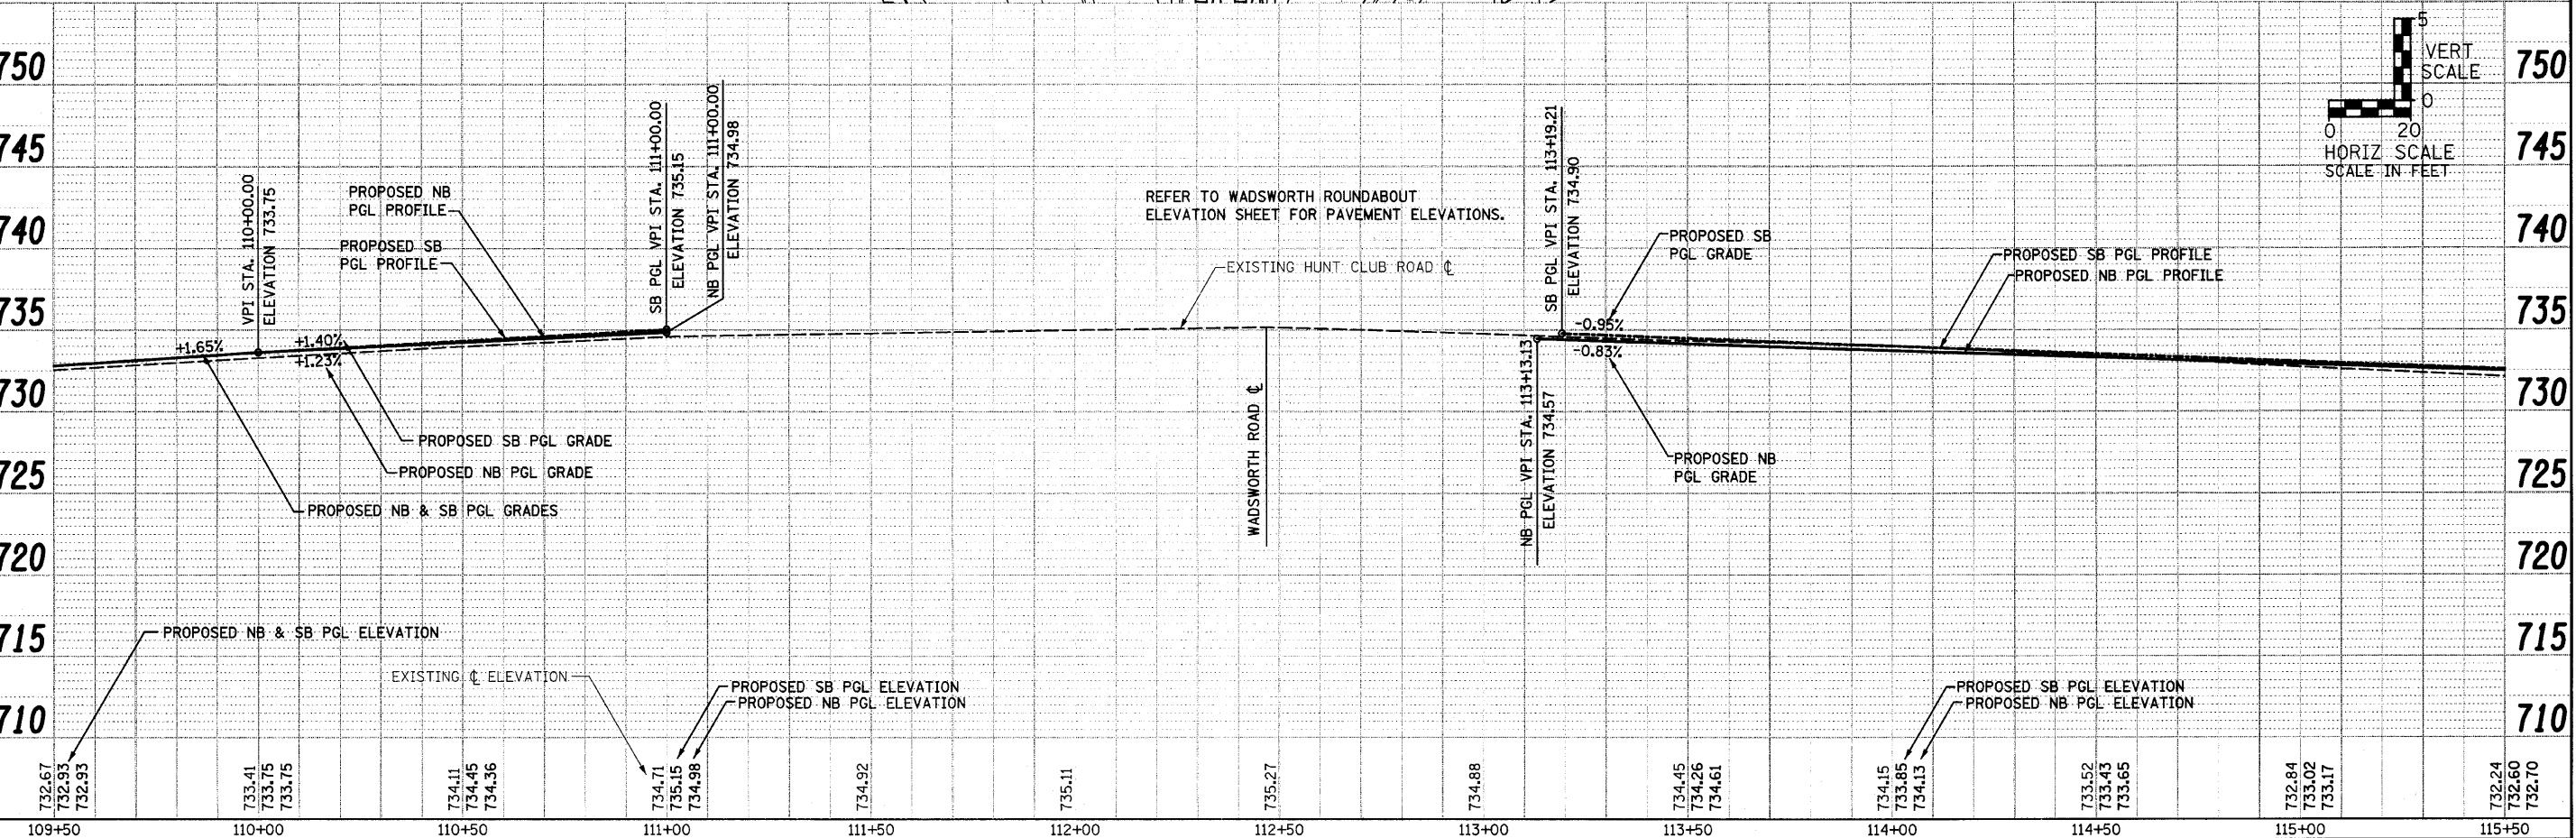 750
745
740
735
730
725
720
715
710
750
745
740
735
730
725
720
715
710
5
VERT
SCALE
0
0 20
HORIZ SCALE
SCALE IN FEET
VPI STA. 110+00.00
ELEVATION 733.75
PROPOSED NB
PGL PROFILE
PROPOSED SB
PGL PROFILE
SB PGL VPI STA. 111+00.00
ELEVATION 735.15
NB PGL VPI STA. 111+00.00
ELEVATION 734.98
REFER TO WADSWORTH ROUNDABOUT
ELEVATION SHEET FOR PAVEMENT ELEVATIONS.
EXISTING HUNT CLUB ROAD ℄
SB PGL VPI STA. 113+19.21
ELEVATION 734.90
PROPOSED SB
PGL GRADE
PROPOSED SB PGL PROFILE
PROPOSED NB PGL PROFILE
+1.65%
+1.40%
+1.23%
-0.95%
-0.83%
PROPOSED SB PGL GRADE
PROPOSED NB PGL GRADE
PROPOSED NB & SB PGL GRADES
WADSWORTH ROAD ℄
NB PGL VPI STA. 113+13.13
ELEVATION 734.57
PROPOSED NB
PGL GRADE
PROPOSED NB & SB PGL ELEVATION
EXISTING ℄ ELEVATION
PROPOSED SB PGL ELEVATION
PROPOSED NB PGL ELEVATION
PROPOSED SB PGL ELEVATION
PROPOSED NB PGL ELEVATION
732.67
732.93
732.93
733.41
733.75
733.75
734.11
734.45
734.36
734.71
735.15
734.98
734.92
735.11
735.27
734.88
734.45
734.26
734.61
734.15
733.85
734.13
733.52
733.43
733.65
732.84
733.02
733.17
732.24
732.60
732.70
109+50 110+00 110+50 111+00 111+50 112+00 112+50 113+00 113+50 114+00 114+50 115+00 115+50